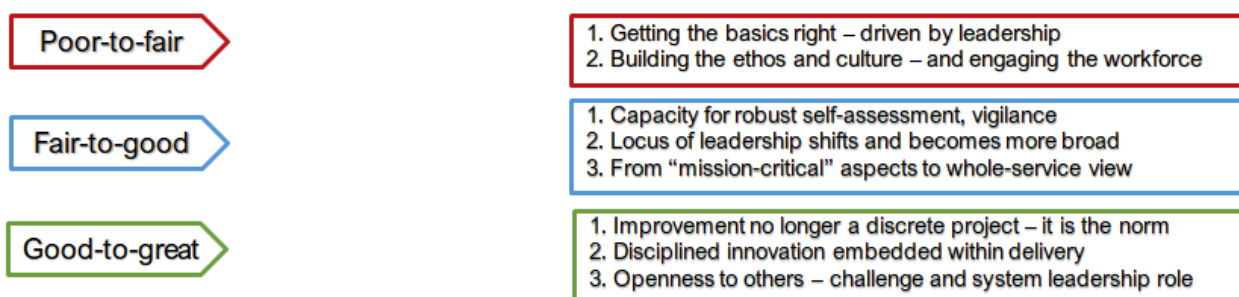 Poor-to-fair
1. Getting the basics right – driven by leadership
2. Building the ethos and culture – and engaging the workforce
Fair-to-good
1. Capacity for robust self-assessment, vigilance
2. Locus of leadership shifts and becomes more broad
3. From “mission-critical” aspects to whole-service view
Good-to-great
1. Improvement no longer a discrete project – it is the norm
2. Disciplined innovation embedded within delivery
3. Openness to others – challenge and system leadership role